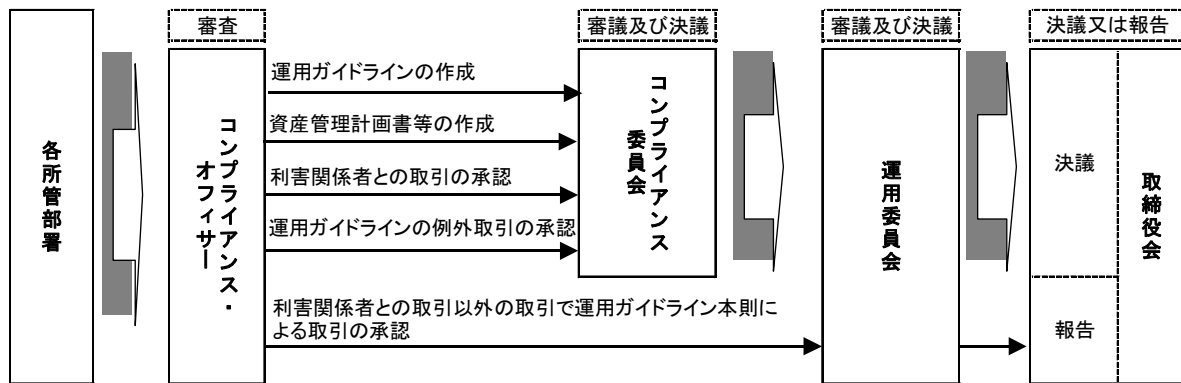 審査
審議及び決議
審議及び決議
決議又は報告
各所管部署
コンプライアンス・
オフィサー
運用ガイドラインの作成
資産管理計画書等の作成
利害関係者との取引の承認
運用ガイドラインの例外取引の承認
利害関係者との取引以外の取引で運用ガイドライン本則に
よる取引の承認
コンプライアンス
委員会
運用委員会
決議
報告
取締役会